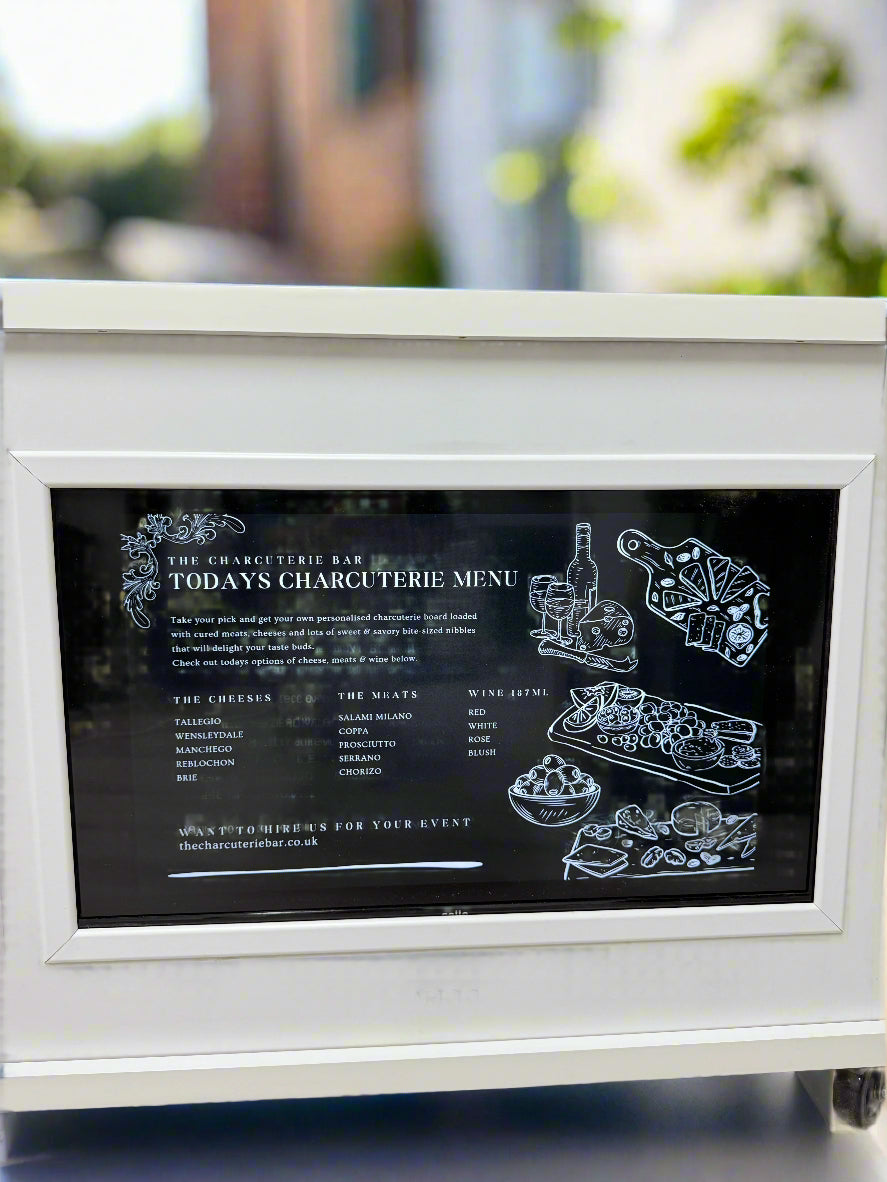 THE CHARCUTERIE BAR
TODAYS CHARCUTERIE MENU
Take your pick and get your own personalised charcuterie board loaded
with cured meats, cheeses and lots of sweet & savory bite-sized nibbles
that will delight your taste buds.
Check out todays options of cheese, meats & wine below.
THE CHEESES
TALLEGIO
WENSLEYDALE
MANCHEGO
REBLOCHON
BRIE
THE MEATS
SALAMI MILANO
COPPA
PROSCIUTTO
SERRANO
CHORIZO
WINE 187ML
RED
WHITE
ROSE
BLUSH
WANT TO HIRE US FOR YOUR EVENT
thecharcuteriebar.co.uk